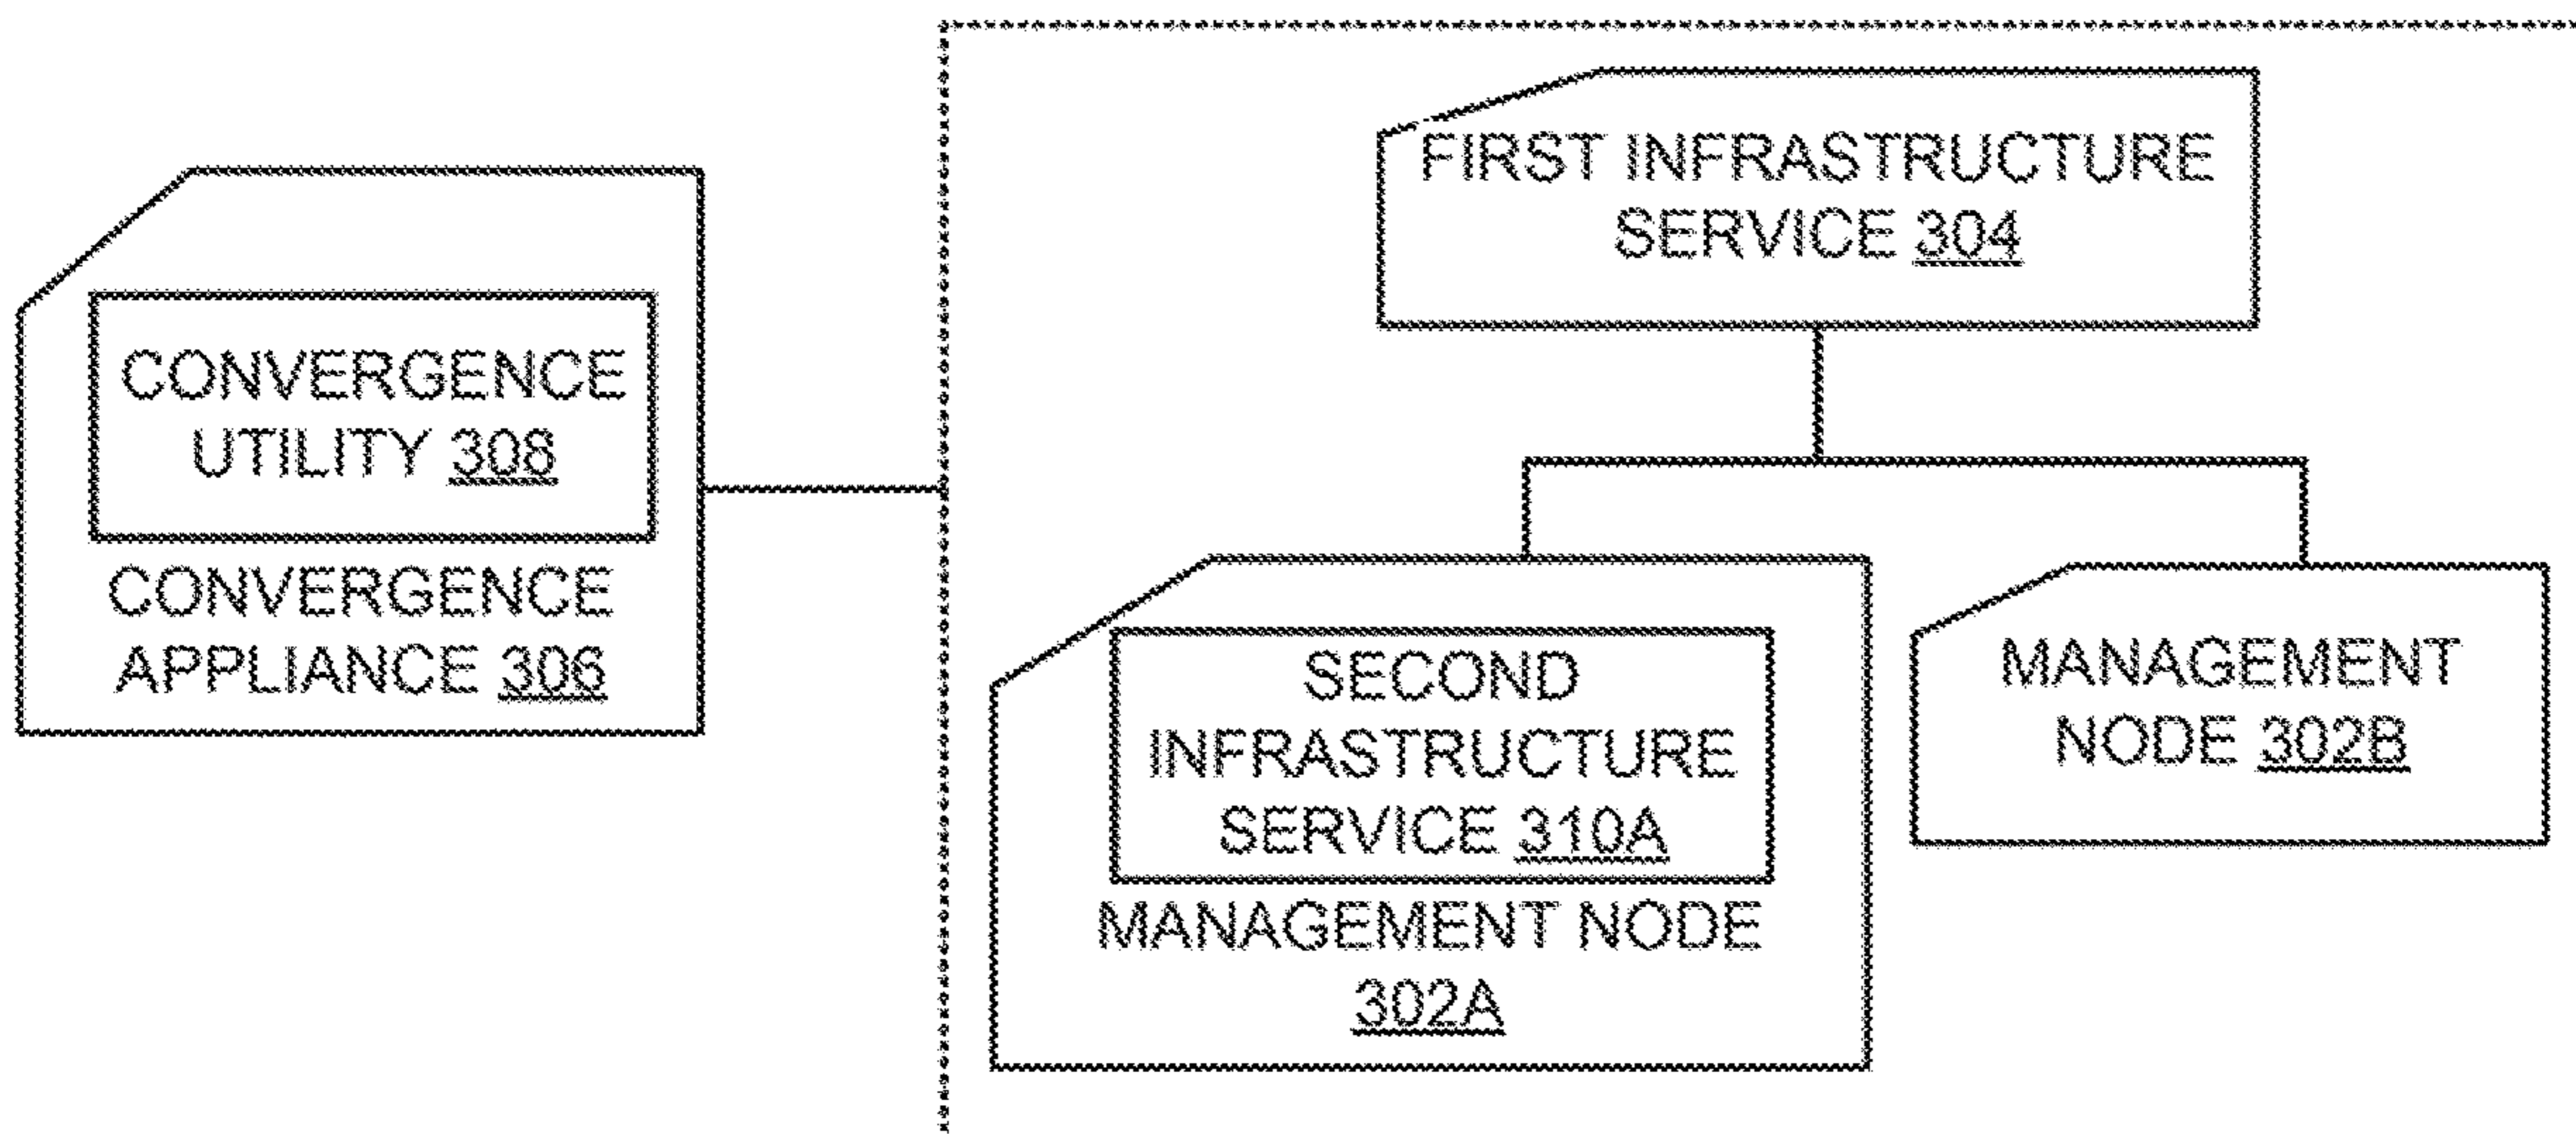 CONVERGENCE
UTILITY 308
CONVERGENCE
APPLIANCE 306
FIRST INFRASTRUCTURE
SERVICE 304
SECOND
INFRASTRUCTURE
SERVICE 310A
MANAGEMENT NODE
302A
MANAGEMENT
NODE 302B